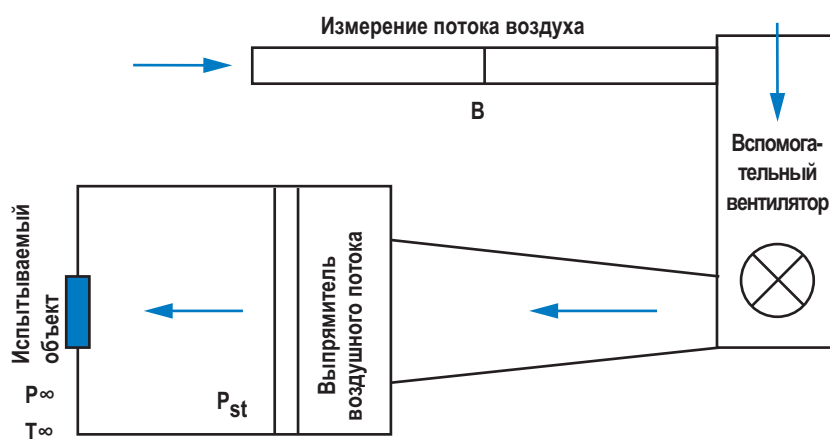 Измерение потока воздуха
B
Вспомога-
тельный
вентилятор
Испытываемый
объект
P∞
T∞
Pst
Выпрямитель
воздушного потока